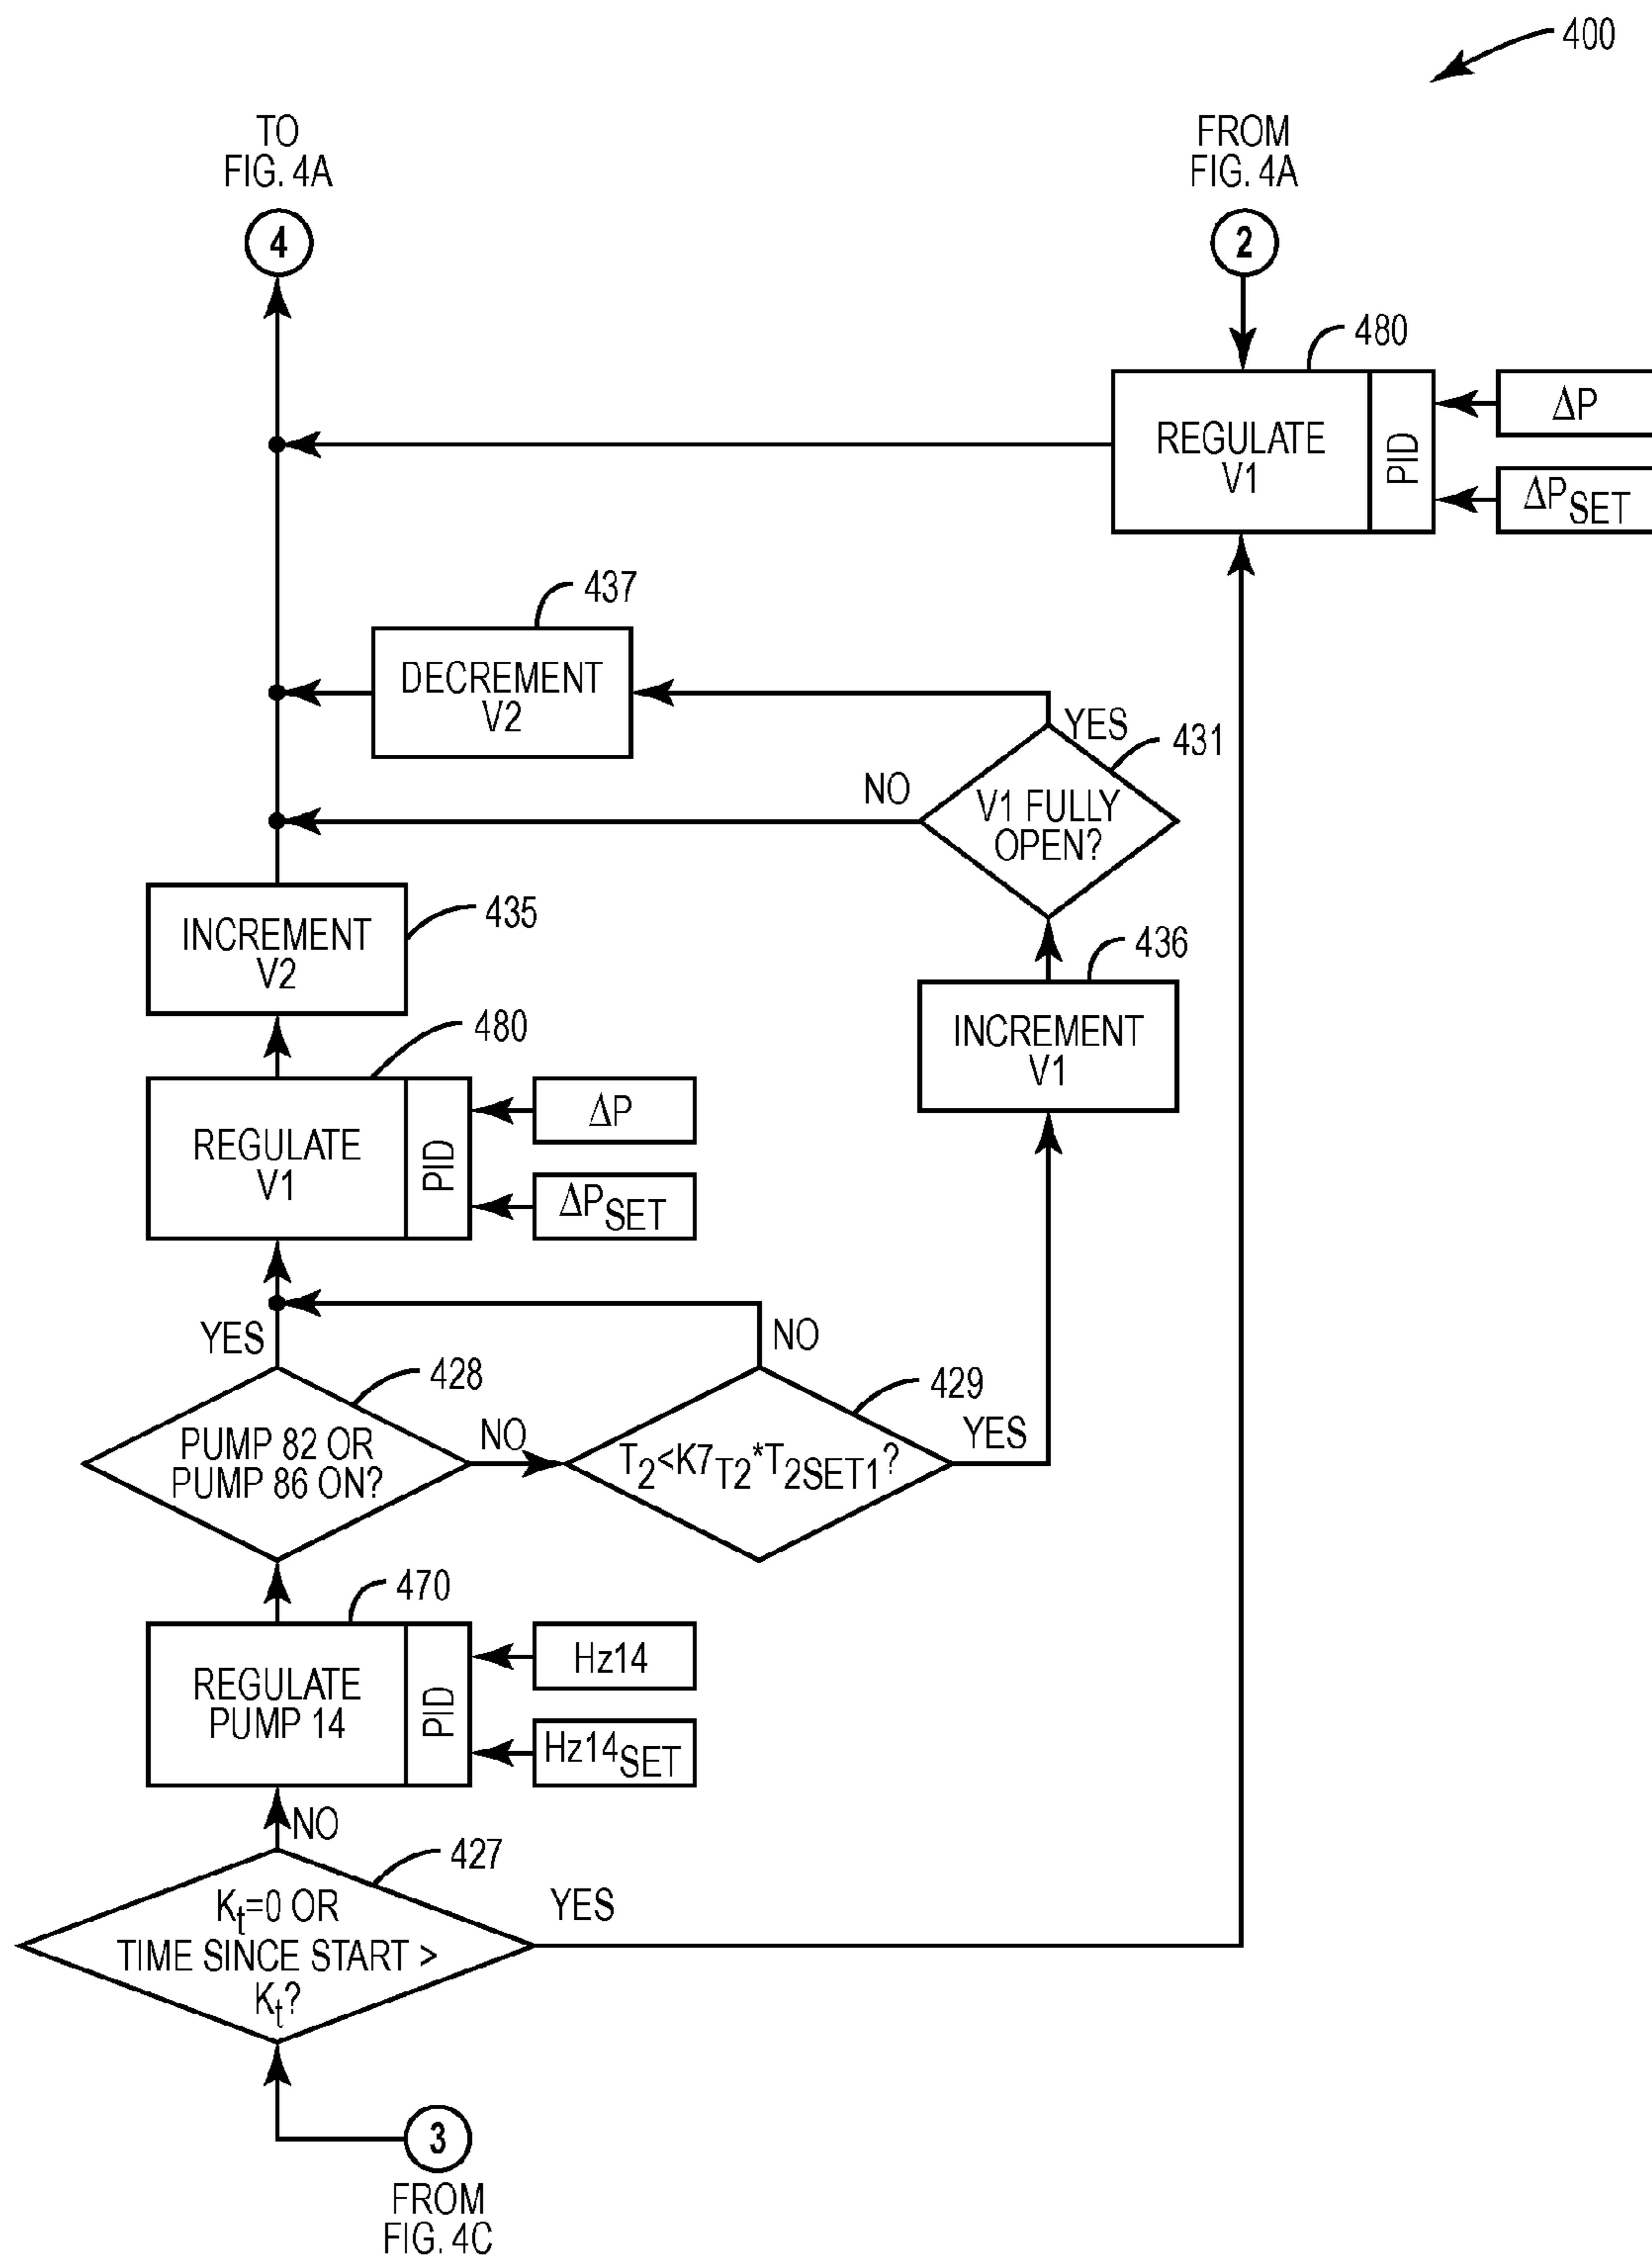 400
TO
FIG. 4A
4
FROM
FIG. 4A
2
480
REGULATE
V1
PID
ΔP
ΔPSET
437
DECREMENT
V2
YES
431
NO
V1 FULLY
OPEN?
435
INCREMENT
V2
436
INCREMENT
V1
480
REGULATE
V1
PID
ΔP
ΔPSET
YES
NO
428
429
PUMP 82 OR
PUMP 86 ON?
NO
T2<K7T2*T2SET1?
YES
470
REGULATE
PUMP 14
PID
Hz14
Hz14SET
NO
427
Kt=0 OR
TIME SINCE START >
Kt?
YES
3
FROM
FIG. 4C